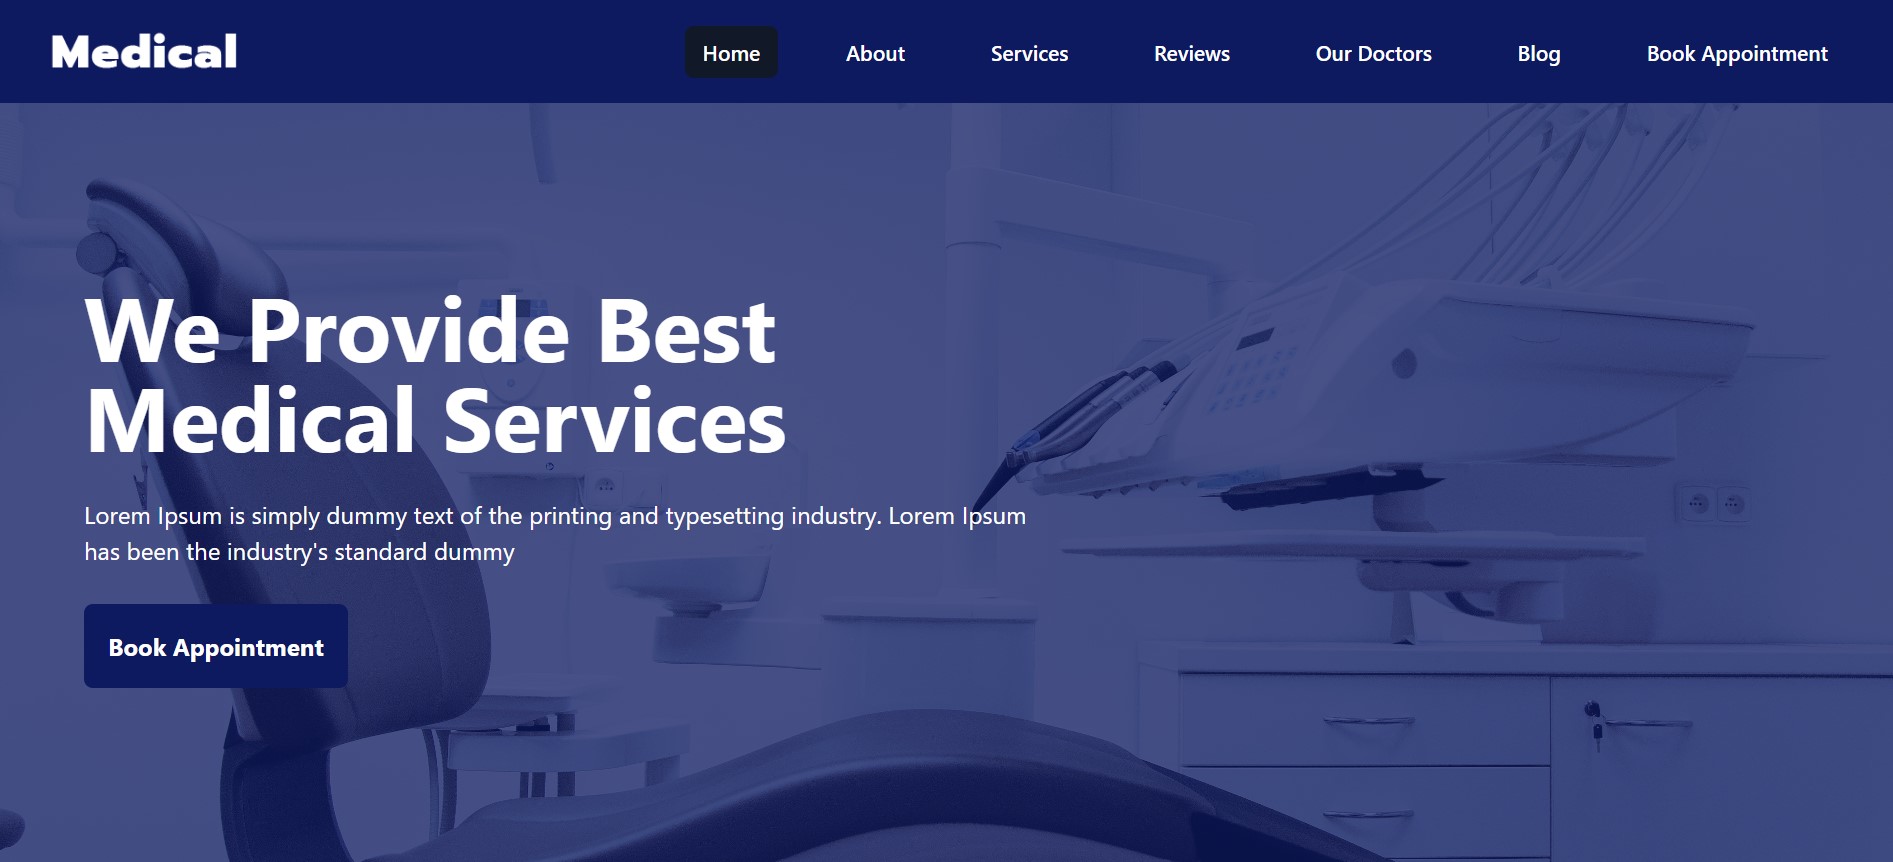 Medical
Home About Services Reviews Our Doctors Blog Book Appointment
We Provide Best
Medical Services
Lorem Ipsum is simply dummy text of the printing and typesetting industry. Lorem Ipsum
has been the industry's standard dummy
Book Appointment